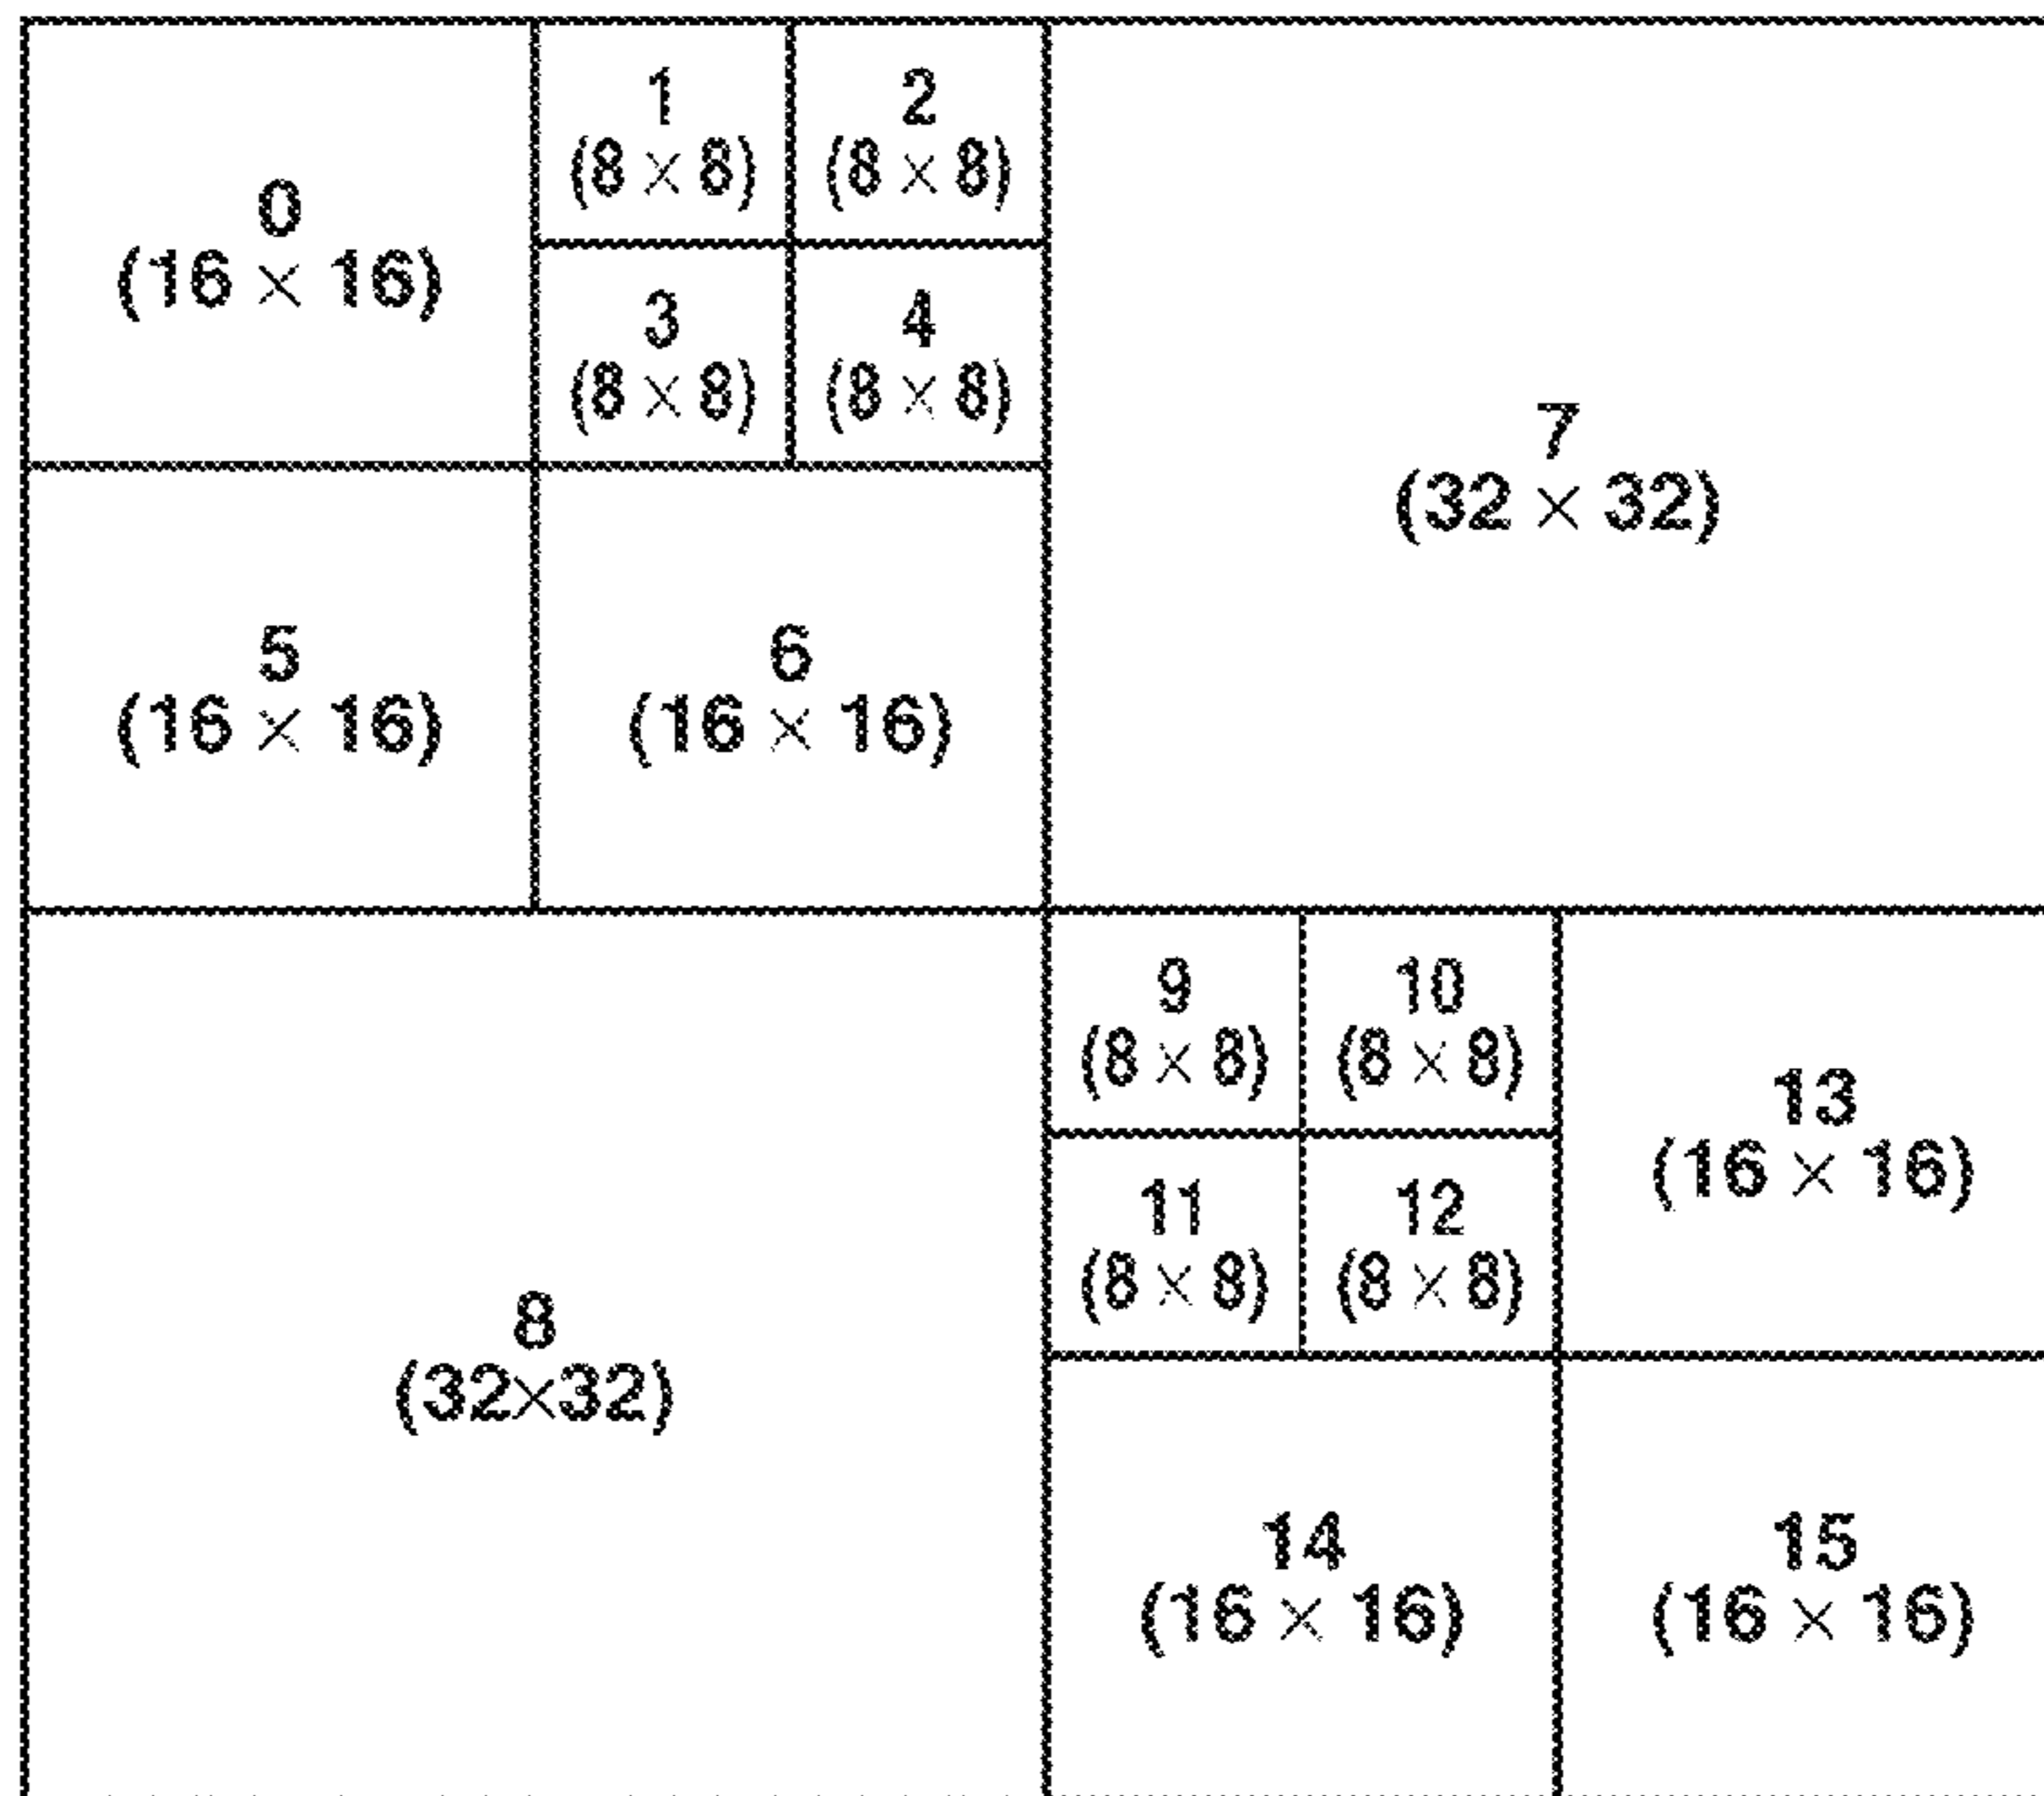 0
(16 × 16)
1
(8 × 8)
2
(8 × 8)
3
(8 × 8)
4
(8 × 8)
5
(16 × 16)
6
(16 × 16)
7
(32 × 32)
8
(32×32)
9
(8 × 8)
10
(8 × 8)
11
(8 × 8)
12
(8 × 8)
13
(16 × 16)
14
(16 × 16)
15
(16 × 16)